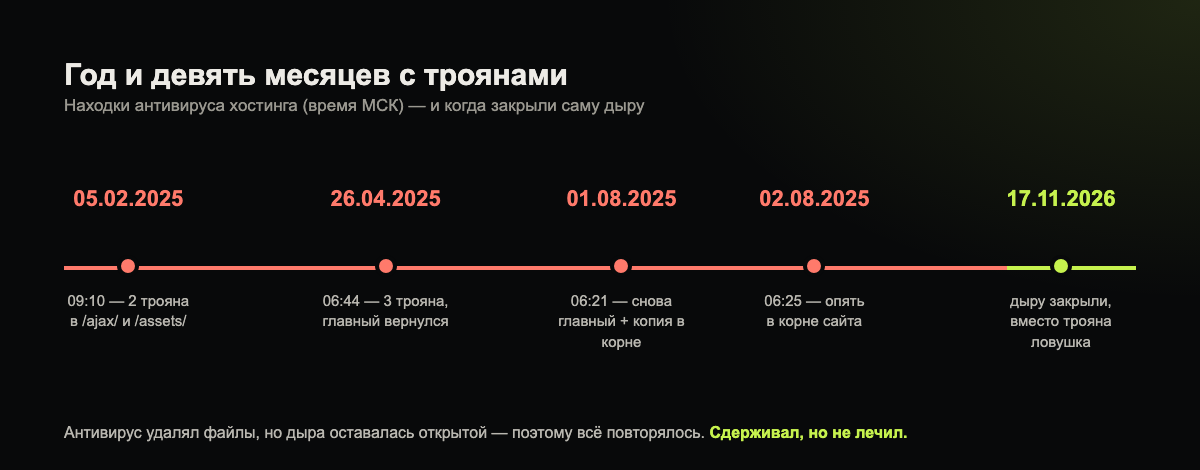 Год и девять месяцев с троянами
Находки антивируса хостинга (время МСК) — и когда закрыли саму дыру
05.02.2025
26.04.2025
01.08.2025
02.08.2025
17.11.2026
09:10 — 2 трояна
в /ajax/ и /assets/
06:44 — 3 трояна,
главный вернулся
06:21 — снова
главный + копия в
корне
06:25 — опять
в корне сайта
дыру закрыли,
вместо трояна
ловушка
Антивирус удалял файлы, но дыра оставалась открытой — поэтому всё повторялось. Сдерживал, но не лечил.